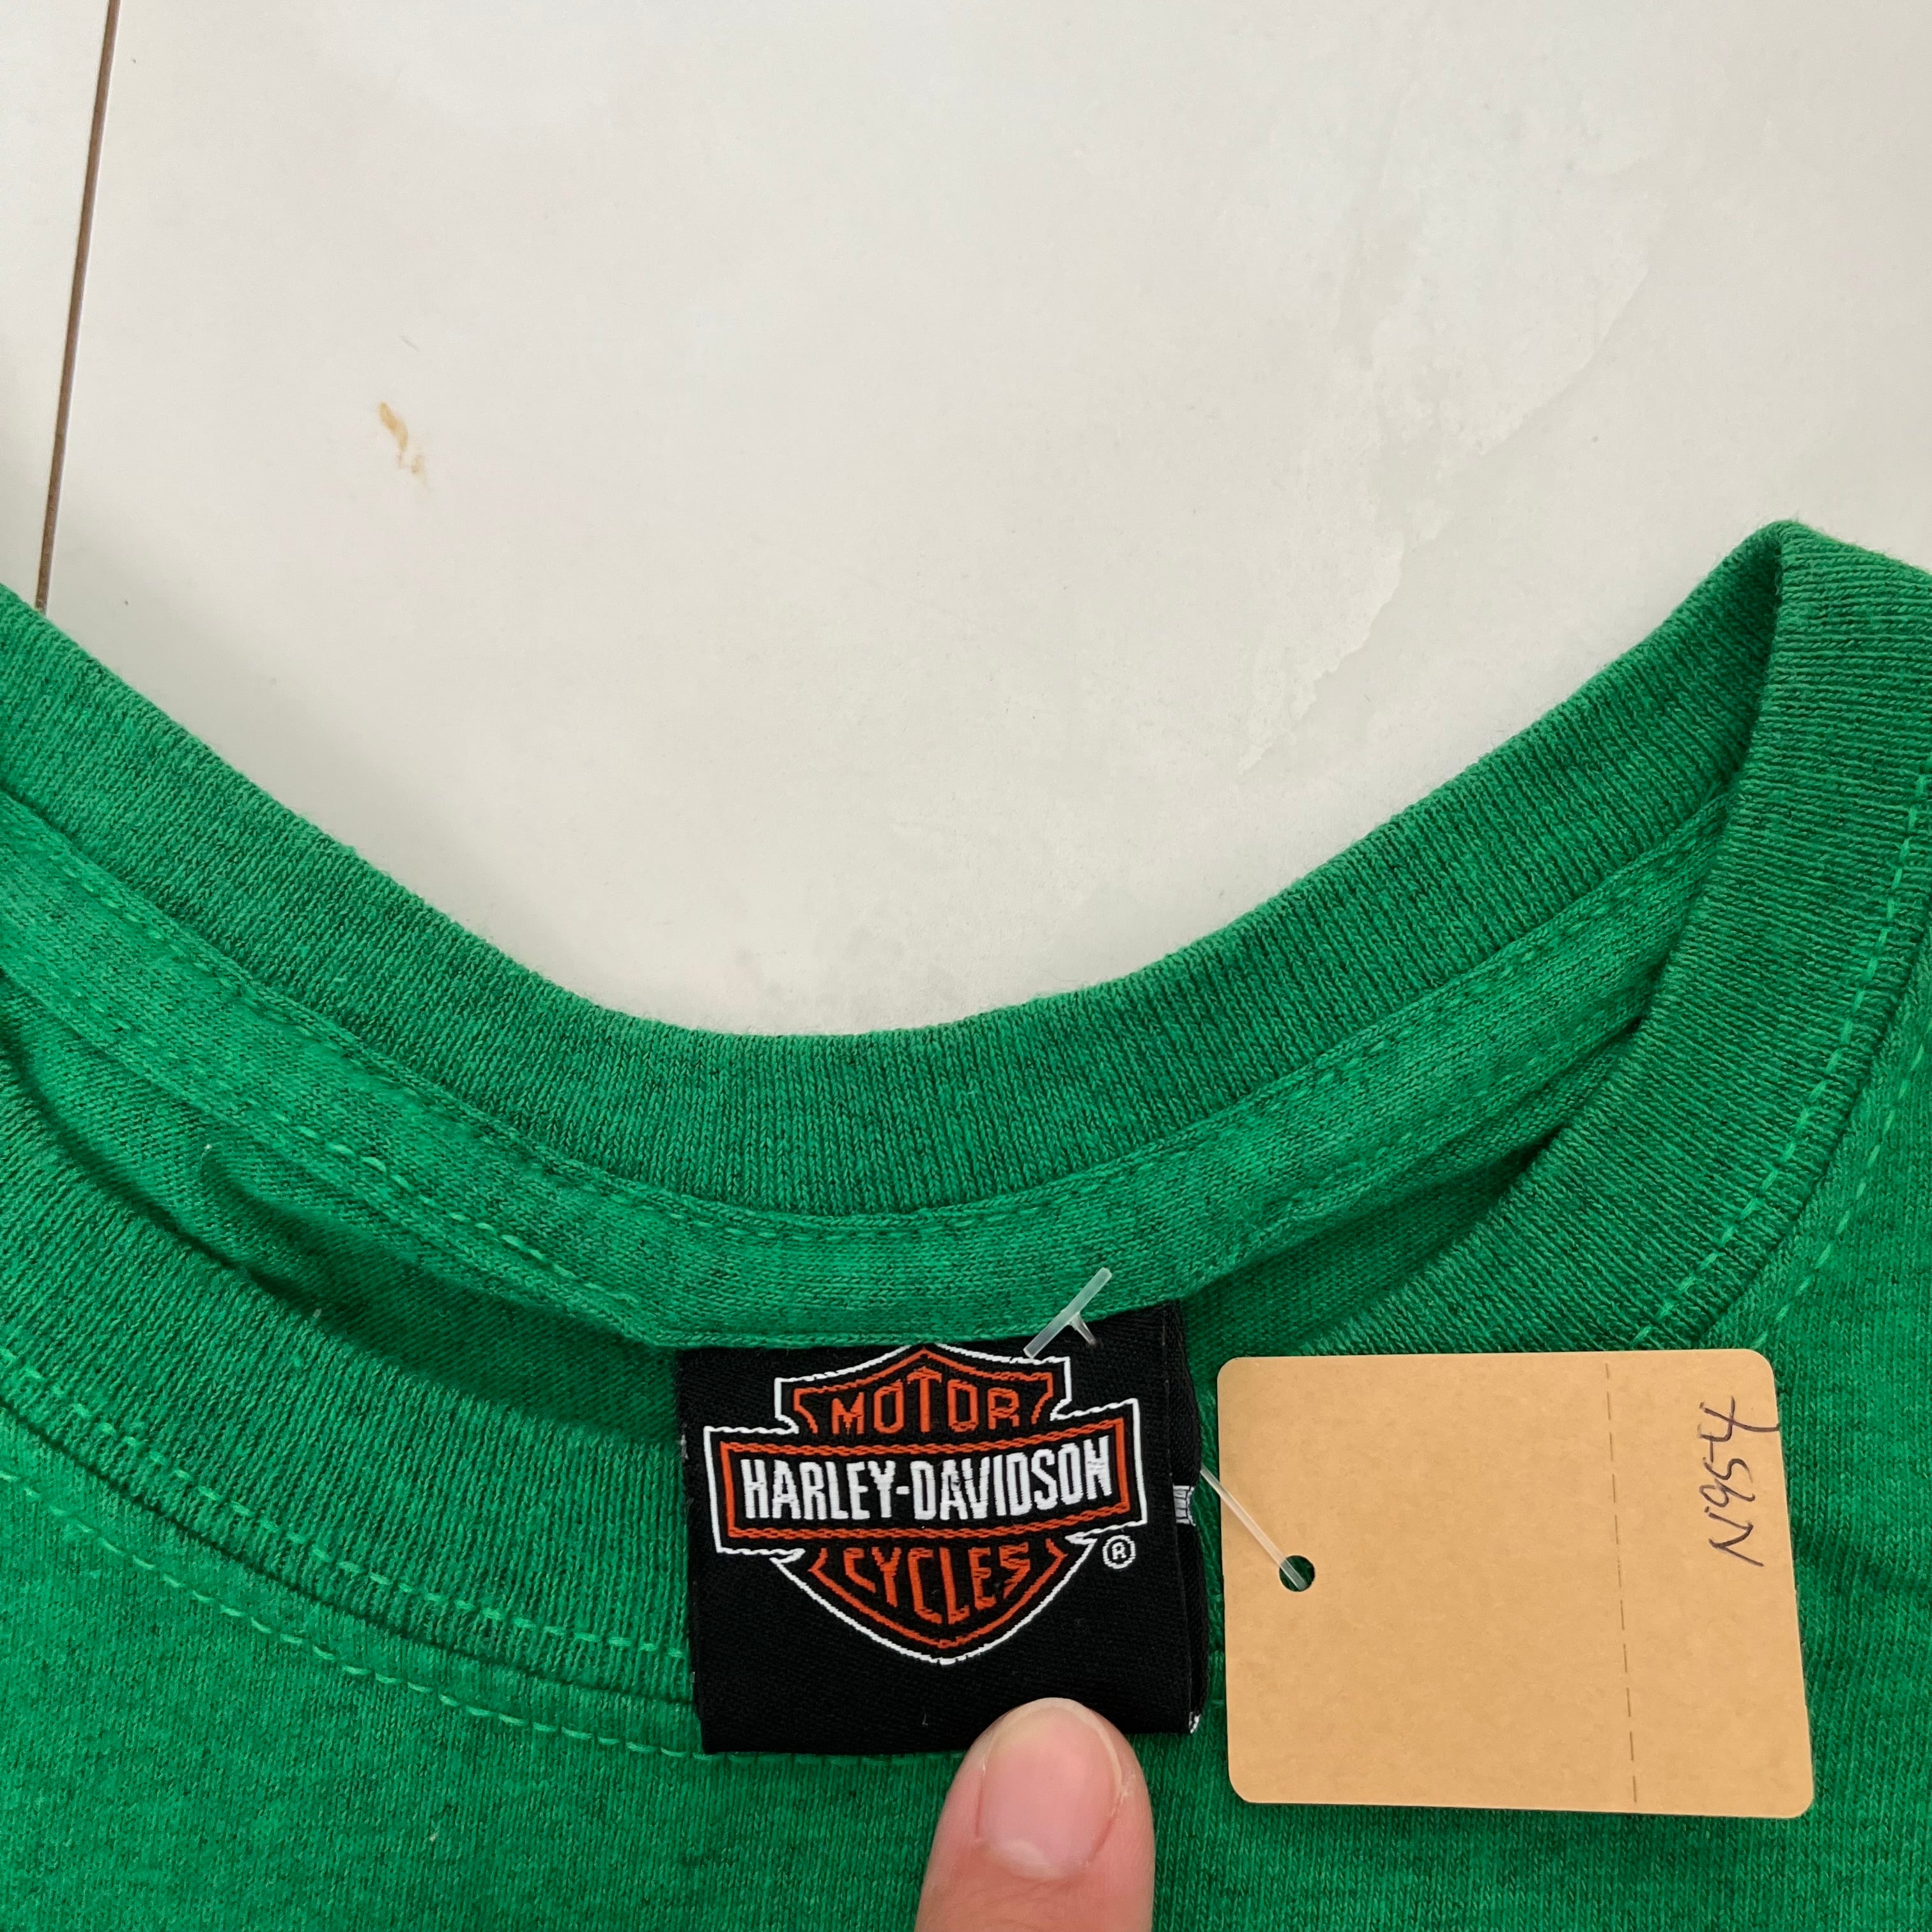 MOTOR
HARLEY-DAVIDSON
CYCLES
®
N954